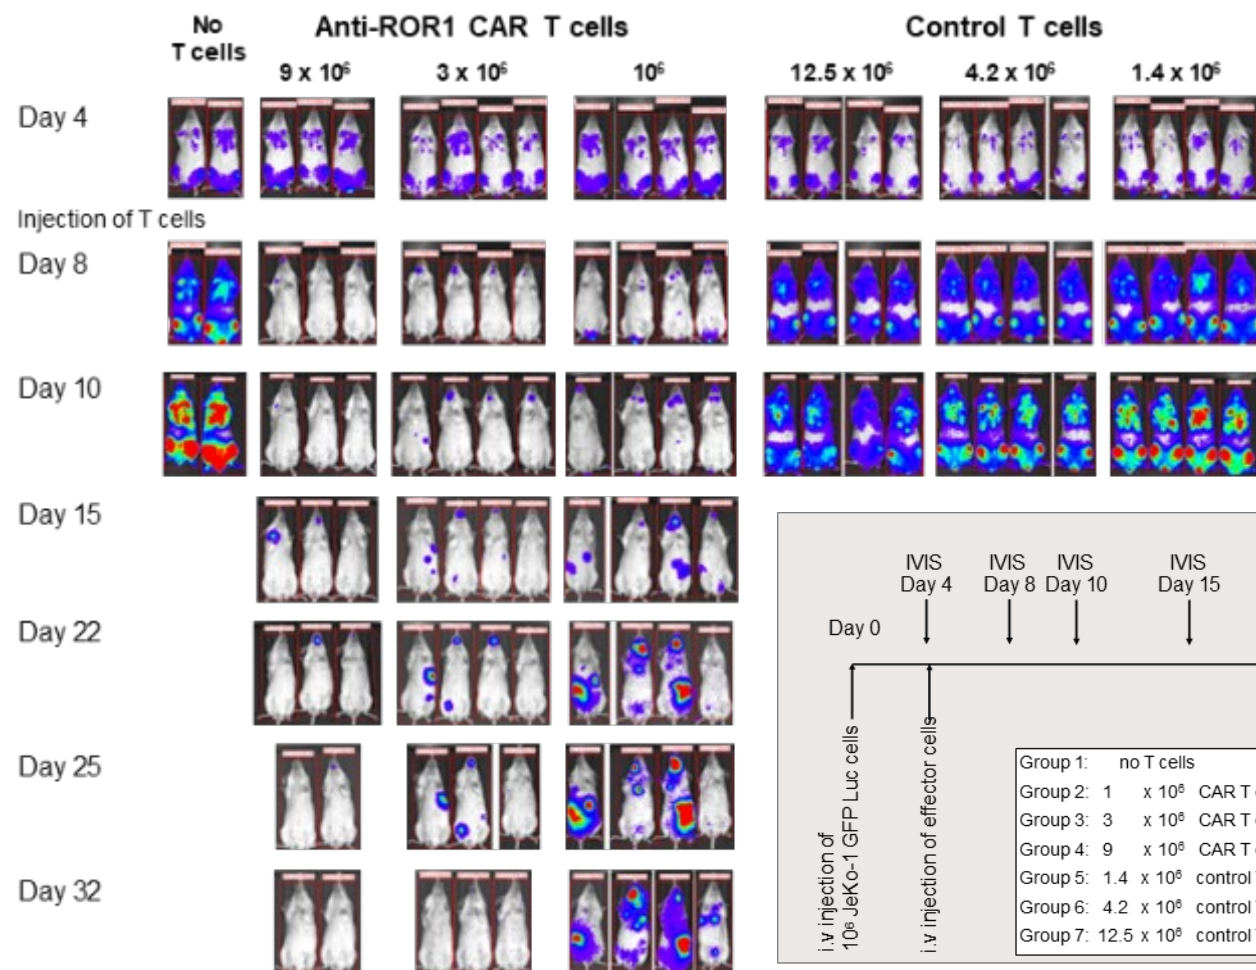 No
T cells
Anti-ROR1 CAR T cells
Control T cells
9 x 10⁶
3 x 10⁶
10⁶
12.5 x 10⁶
4.2 x 10⁶
1.4 x 10⁶
Day 4
Injection of T cells
Day 8
Day 10
Day 15
Day 22
Day 25
Day 32
IVIS
Day 4
IVIS
Day 8
IVIS
Day 10
IVIS
Day 15
Day 0
i.v injection of
10⁶ JeKo-1 GFP Luc cells
i.v injection of effector cells
Group 1: no T cells
Group 2: 1 x 10⁶ CAR T
Group 3: 3 x 10⁶ CAR T
Group 4: 9 x 10⁶ CAR T
Group 5: 1.4 x 10⁶ control
Group 6: 4.2 x 10⁶ control
Group 7: 12.5 x 10⁶ control